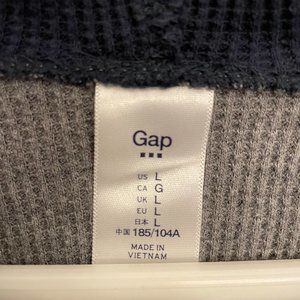 Gap
US L
CA G
UK L
EU L
日本 L
中国 185/104A
MADE IN
VIETNAM